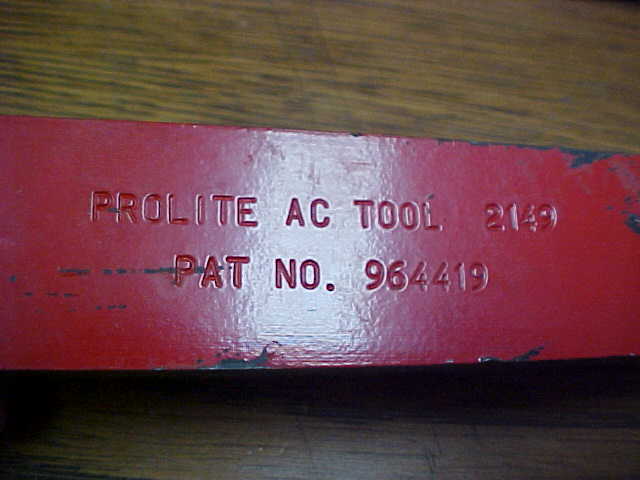 PROLITE AC TOOL 2149
PAT NO. 964419